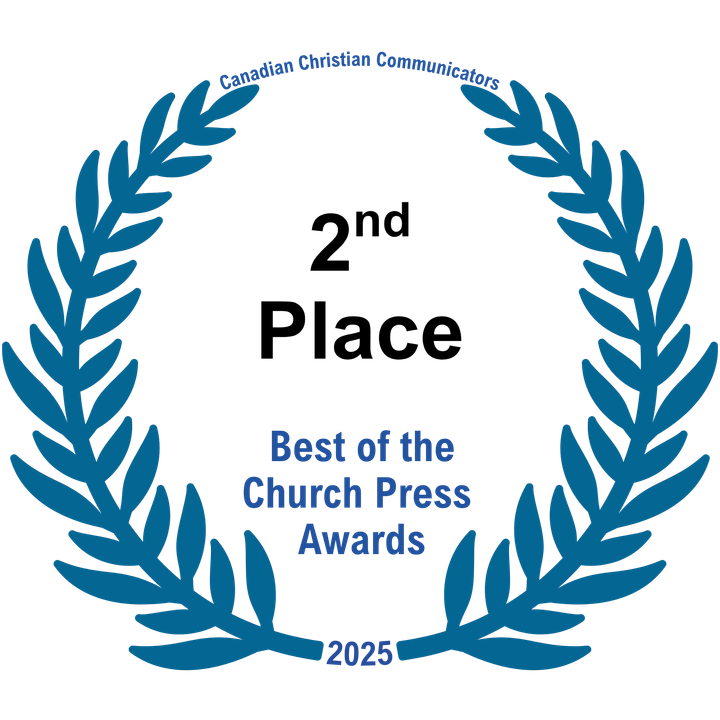 Canadian Christian Communicators
2nd
Place
Best of the
Church Press
Awards
2025